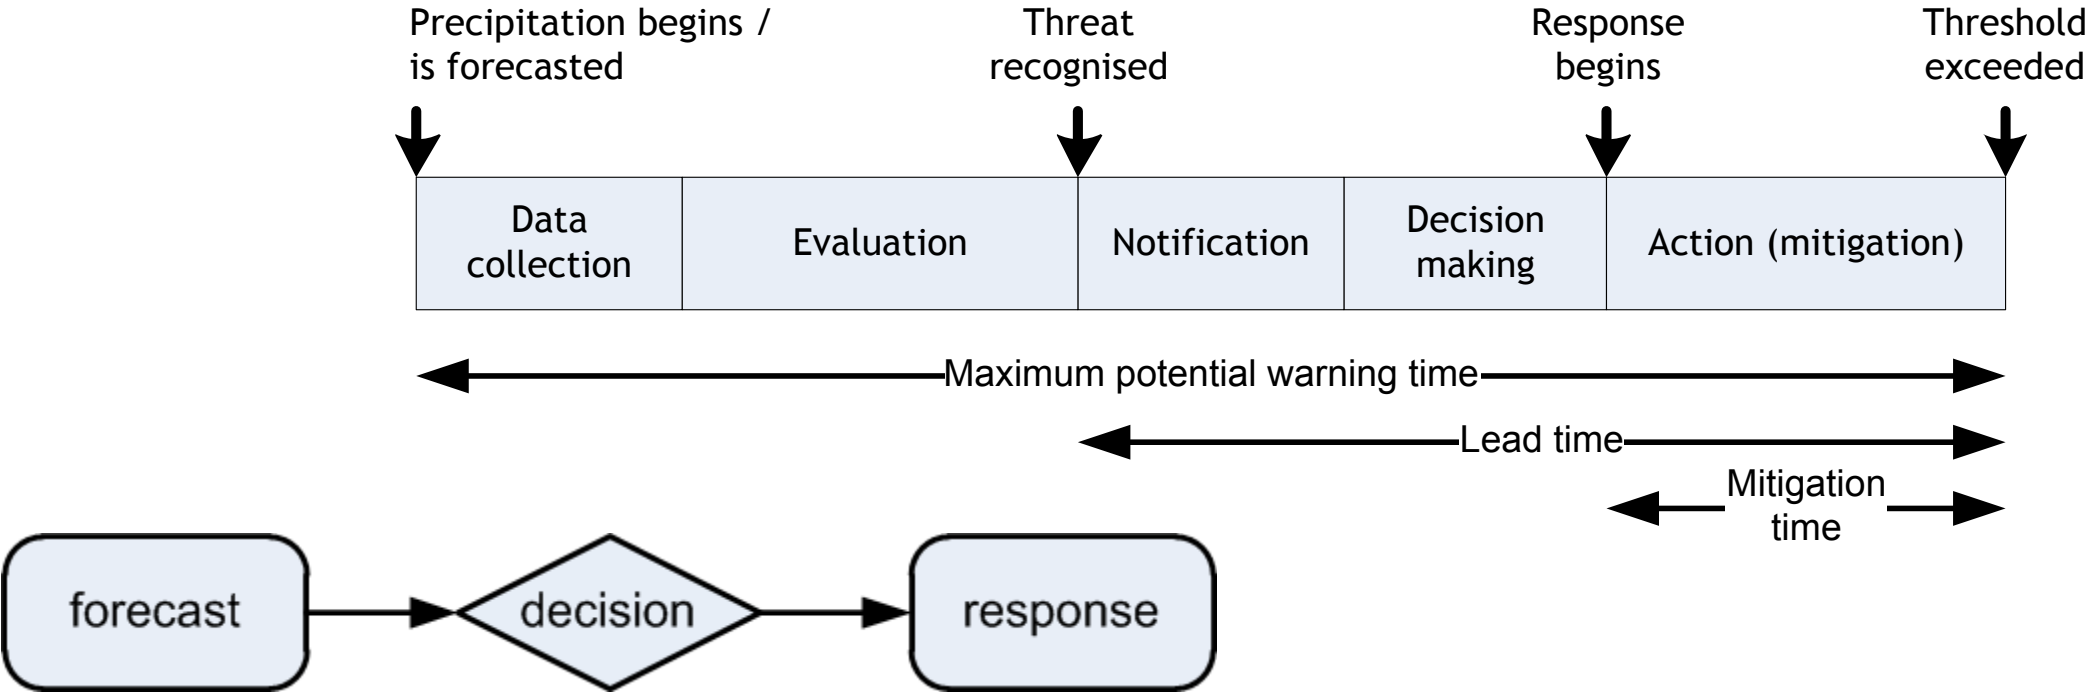 Precipitation begins /
is forecasted
Threat
recognised
Response
begins
Threshold
exceeded
Data
collection
Evaluation
Notification
Decision
making
Action (mitigation)
Maximum potential warning time
Lead time
Mitigation
time
forecast
decision
response